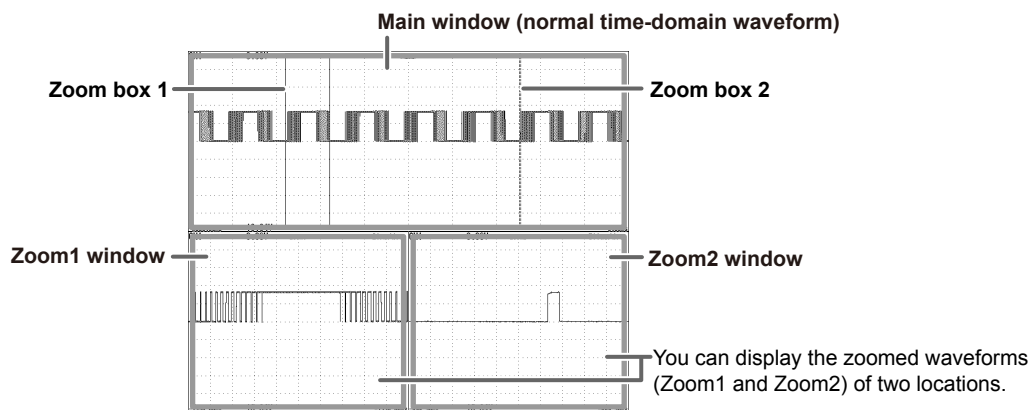 Main window (normal time-domain waveform)
Zoom box 1
Zoom box 2
Zoom1 window
Zoom2 window
You can display the zoomed waveforms
(Zoom1 and Zoom2) of two locations.